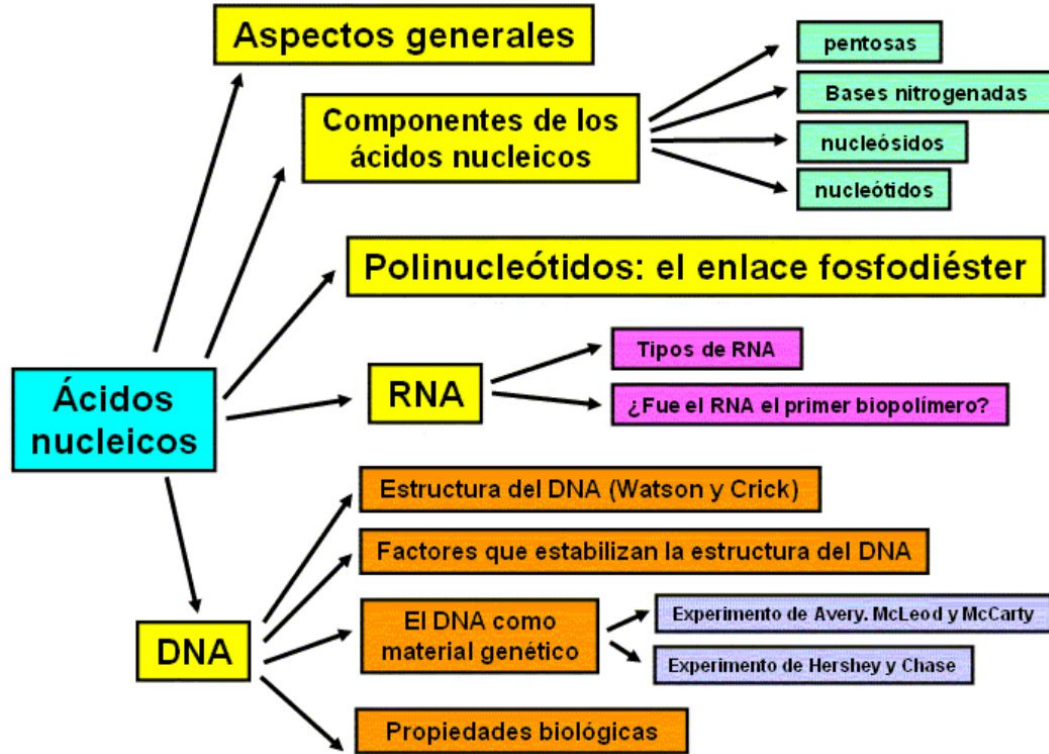 Aspectos generales
Componentes de los
ácidos nucleicos
pentosas
Bases nitrogenadas
nucleósidos
nucleótidos
Polinucleótidos: el enlace fosfodiéster
Ácidos
nucleicos
RNA
Tipos de RNA
¿Fue el RNA el primer biopolímero?
DNA
Estructura del DNA (Watson y Crick)
Factores que estabilizan la estructura del DNA
El DNA como
material genético
Experimento de Avery. McLeod y McCarty
Experimento de Hershey y Chase
Propiedades biológicas